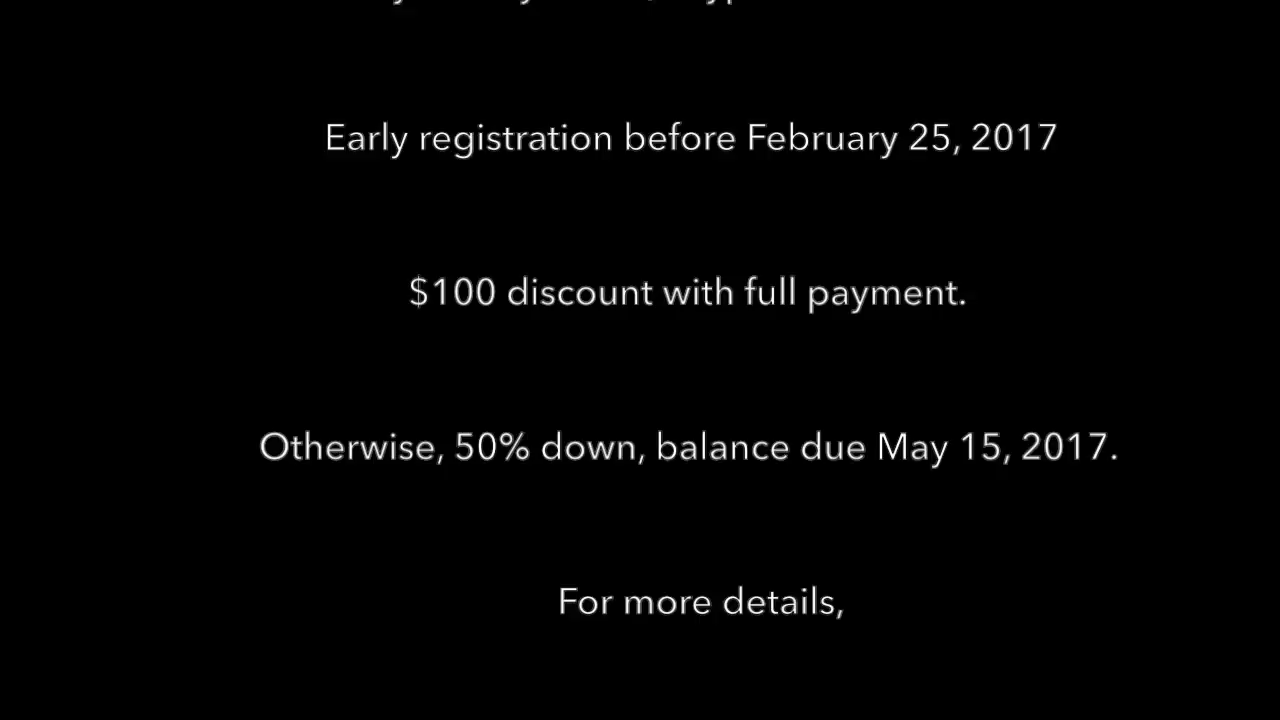 Early registration before February 25, 2017
$100 discount with full payment.
Otherwise, 50% down, balance due May 15, 2017.
For more details,